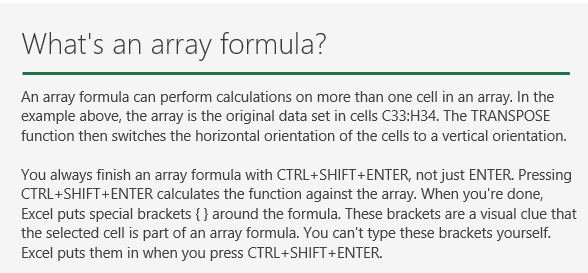 What's an array formula?
An array formula can perform calculations on more than one cell in an array. In the
example above, the array is the original data set in cells C33:H34. The TRANSPOSE
function then switches the horizontal orientation of the cells to a vertical orientation.
You always finish an array formula with CTRL+SHIFT+ENTER, not just ENTER. Pressing
CTRL+SHIFT+ENTER calculates the function against the array. When you're done,
Excel puts special brackets { } around the formula. These brackets are a visual clue that
the selected cell is part of an array formula. You can't type these brackets yourself.
Excel puts them in when you press CTRL+SHIFT+ENTER.